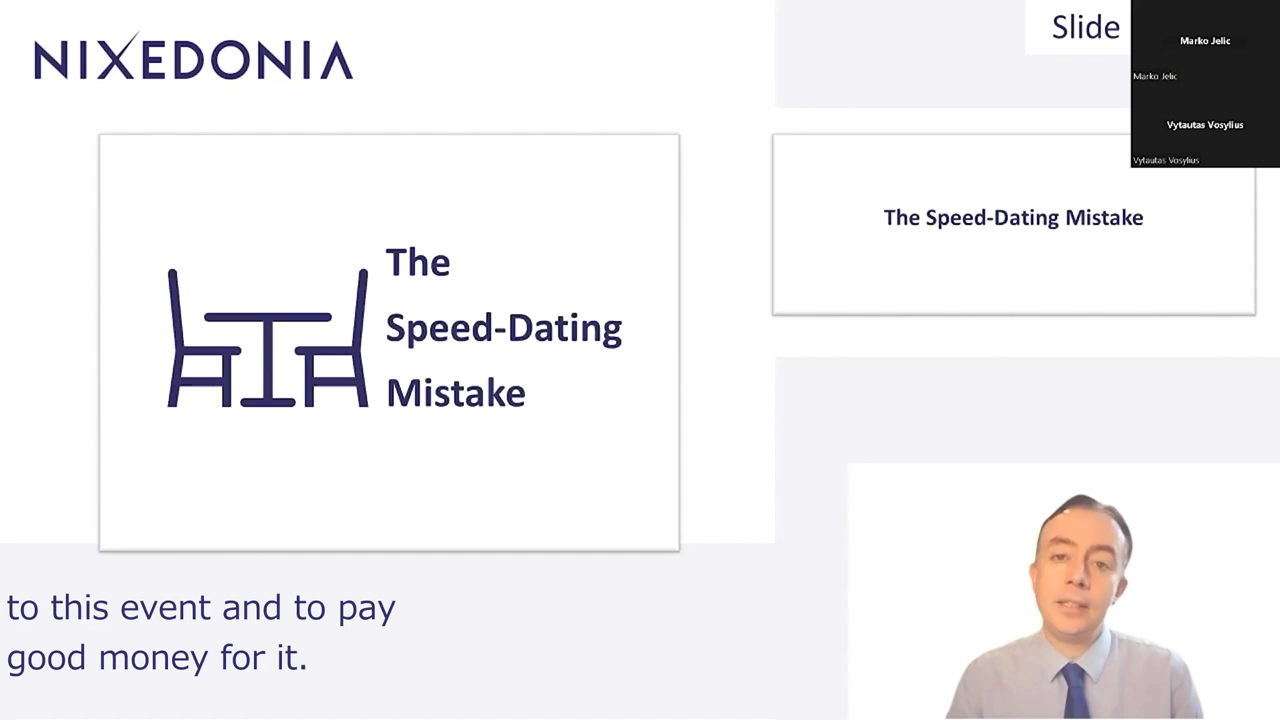 NIXEDONIA
Slide
Marko Jelic
Marko Jelic
Vytautas Vosylius
Vytautas Vosylius
The
Speed-Dating
Mistake
The Speed-Dating Mistake
to this event and to pay
good money for it.